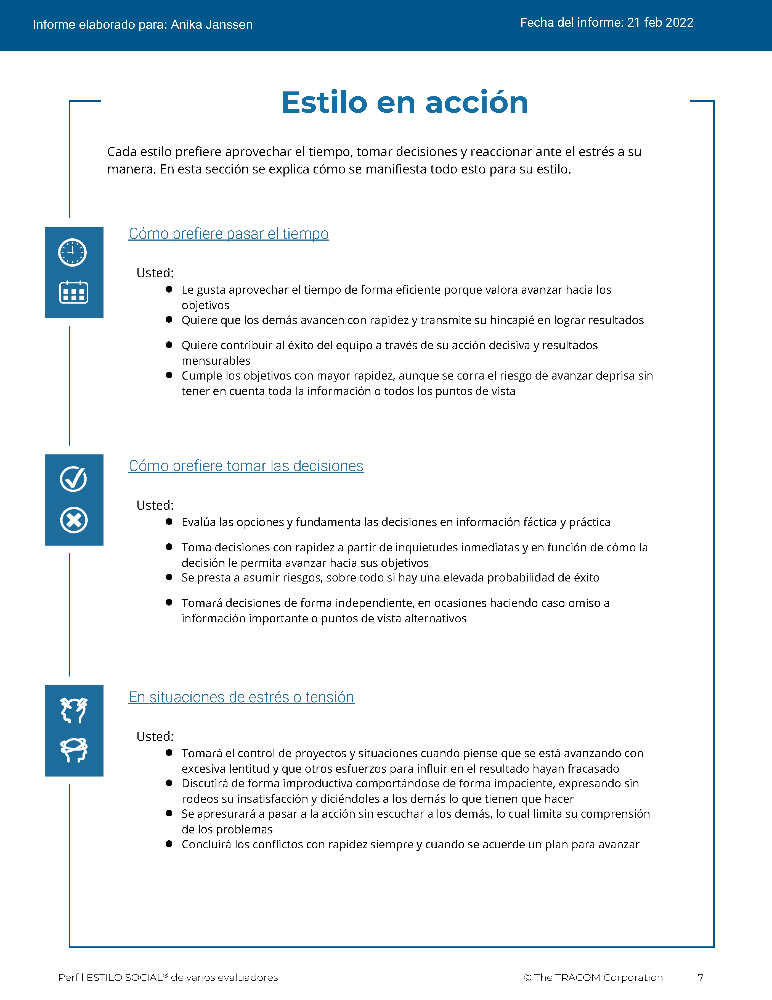 Informe elaborado para: Anika Janssen
Fecha del informe: 21 feb 2022
Estilo en acción
Cada estilo prefiere aprovechar el tiempo, tomar decisiones y reaccionar ante el estrés a su
manera. En esta sección se explica cómo se manifiesta todo esto para su estilo.
Cómo prefiere pasar el tiempo
Usted:
● Le gusta aprovechar el tiempo de forma eficiente porque valora avanzar hacia los
objetivos
● Quiere que los demás avancen con rapidez y transmite su hincapié en lograr resultados
● Quiere contribuir al éxito del equipo a través de su acción decisiva y resultados
mensurables
● Cumple los objetivos con mayor rapidez, aunque se corra el riesgo de avanzar deprisa sin
tener en cuenta toda la información o todos los puntos de vista
Cómo prefiere tomar las decisiones
Usted:
● Evalúa las opciones y fundamenta las decisiones en información fáctica y práctica
● Toma decisiones con rapidez a partir de inquietudes inmediatas y en función de cómo la
decisión le permita avanzar hacia sus objetivos
● Se presta a asumir riesgos, sobre todo si hay una elevada probabilidad de éxito
● Tomará decisiones de forma independiente, en ocasiones haciendo caso omiso a
información importante o puntos de vista alternativos
En situaciones de estrés o tensión
Usted:
● Tomará el control de proyectos y situaciones cuando piense que se está avanzando con
excesiva lentitud y que otros esfuerzos para influir en el resultado hayan fracasado
● Discutirá de forma improductiva comportándose de forma impaciente, expresando sin
rodeos su insatisfacción y diciéndoles a los demás lo que tienen que hacer
● Se apresurará a pasar a la acción sin escuchar a los demás, lo cual limita su comprensión
de los problemas
● Concluirá los conflictos con rapidez siempre y cuando se acuerde un plan para avanzar
Perfil ESTILO SOCIAL® de varios evaluadores
© The TRACOM Corporation 7